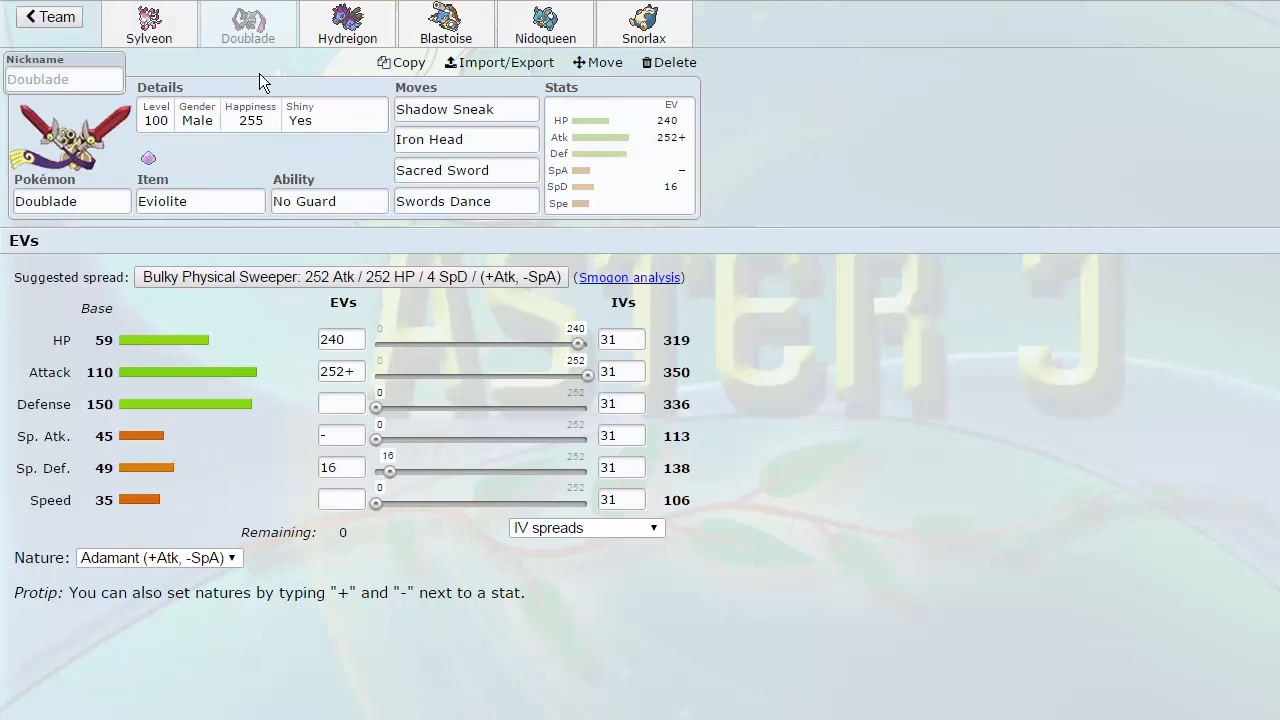 Team
Sylveon
Doublade
Hydreigon
Blastoise
Nidoqueen
Snorlax
Nickname
Doublade
Copy
Import/Export
Move
Delete
Details
Level
100
Gender
Male
Happiness
255
Shiny
Yes
Pokémon
Doublade
Item
Eviolite
Ability
No Guard
Moves
Shadow Sneak
Iron Head
Sacred Sword
Swords Dance
Stats
EV
HP 240
Atk 252+
Def
SpA –
SpD 16
Spe
EVs
Suggested spread: Bulky Physical Sweeper: 252 Atk / 252 HP / 4 SpD / (+Atk, -SpA) (Smogon analysis)
Base EVs IVs
HP 59 240 0 240 31 319
Attack 110 252+ 0 252 31 350
Defense 150 0 252 31 336
Sp. Atk. 45 - 0 252 31 113
Sp. Def. 49 16 16 252 31 138
Speed 35 0 252 31 106
Remaining: 0 IV spreads
Nature: Adamant (+Atk, -SpA)
Protip: You can also set natures by typing "+" and "-" next to a stat.